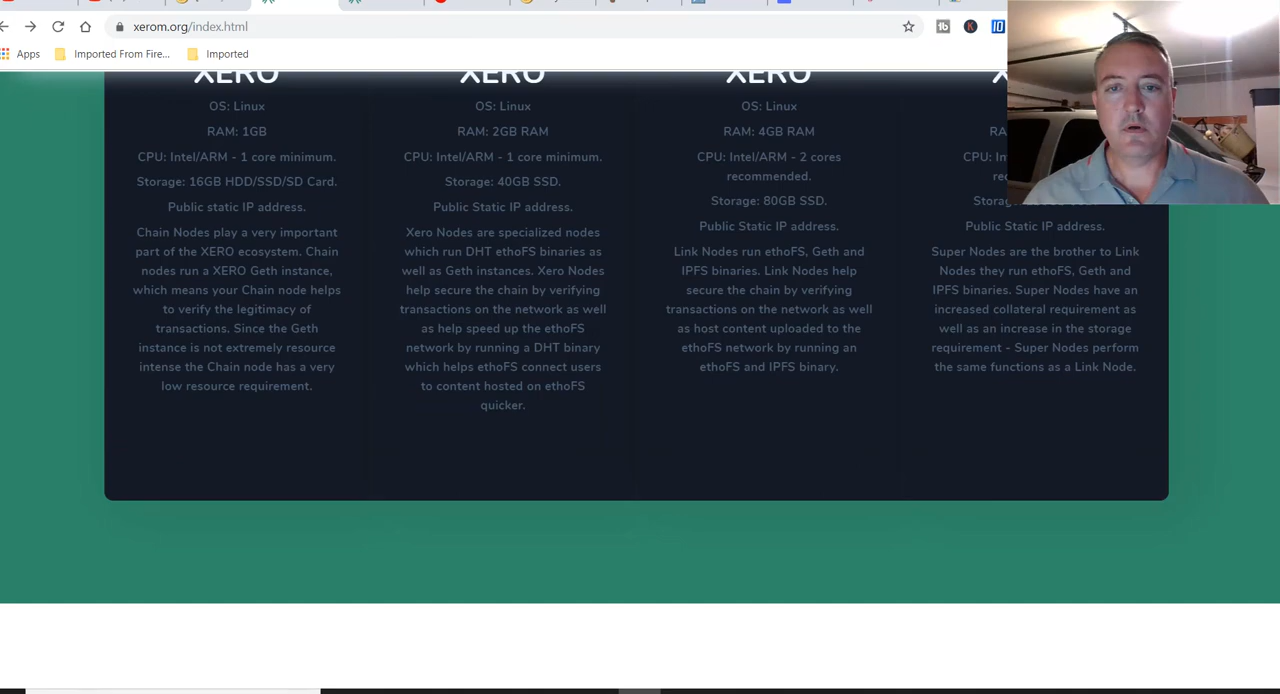 xerom.org/index.html
Apps
Imported From Fire...
Imported
XERO
XERO
XERO
OS: Linux
RAM: 1GB
CPU: Intel/ARM - 1 core minimum.
Storage: 16GB HDD/SSD/SD Card.
Public static IP address.
Chain Nodes play a very important
part of the XERO ecosystem. Chain
nodes run a XERO Geth instance,
which means your Chain node helps
to verify the legitimacy of
transactions. Since the Geth
instance is not extremely resource
intense the Chain node has a very
low resource requirement.
OS: Linux
RAM: 2GB RAM
CPU: Intel/ARM - 1 core minimum.
Storage: 40GB SSD.
Public Static IP address.
Xero Nodes are specialized nodes
which run DHT ethoFS binaries as
well as Geth instances. Xero Nodes
help secure the chain by verifying
transactions on the network as well
as help speed up the ethoFS
network by running a DHT binary
which helps ethoFS connect users
to content hosted on ethoFS
quicker.
OS: Linux
RAM: 4GB RAM
CPU: Intel/ARM - 2 cores
recommended.
Storage: 80GB SSD.
Public Static IP address.
Link Nodes run ethoFS, Geth and
IPFS binaries. Link Nodes help
secure the chain by verifying
transactions on the network as well
as host content uploaded to the
ethoFS network by running an
ethoFS and IPFS binary.
Public Static IP address.
Super Nodes are the brother to Link
Nodes they run ethoFS, Geth and
IPFS binaries. Super Nodes have an
increased collateral requirement as
well as an increase in the storage
requirement - Super Nodes perform
the same functions as a Link Node.